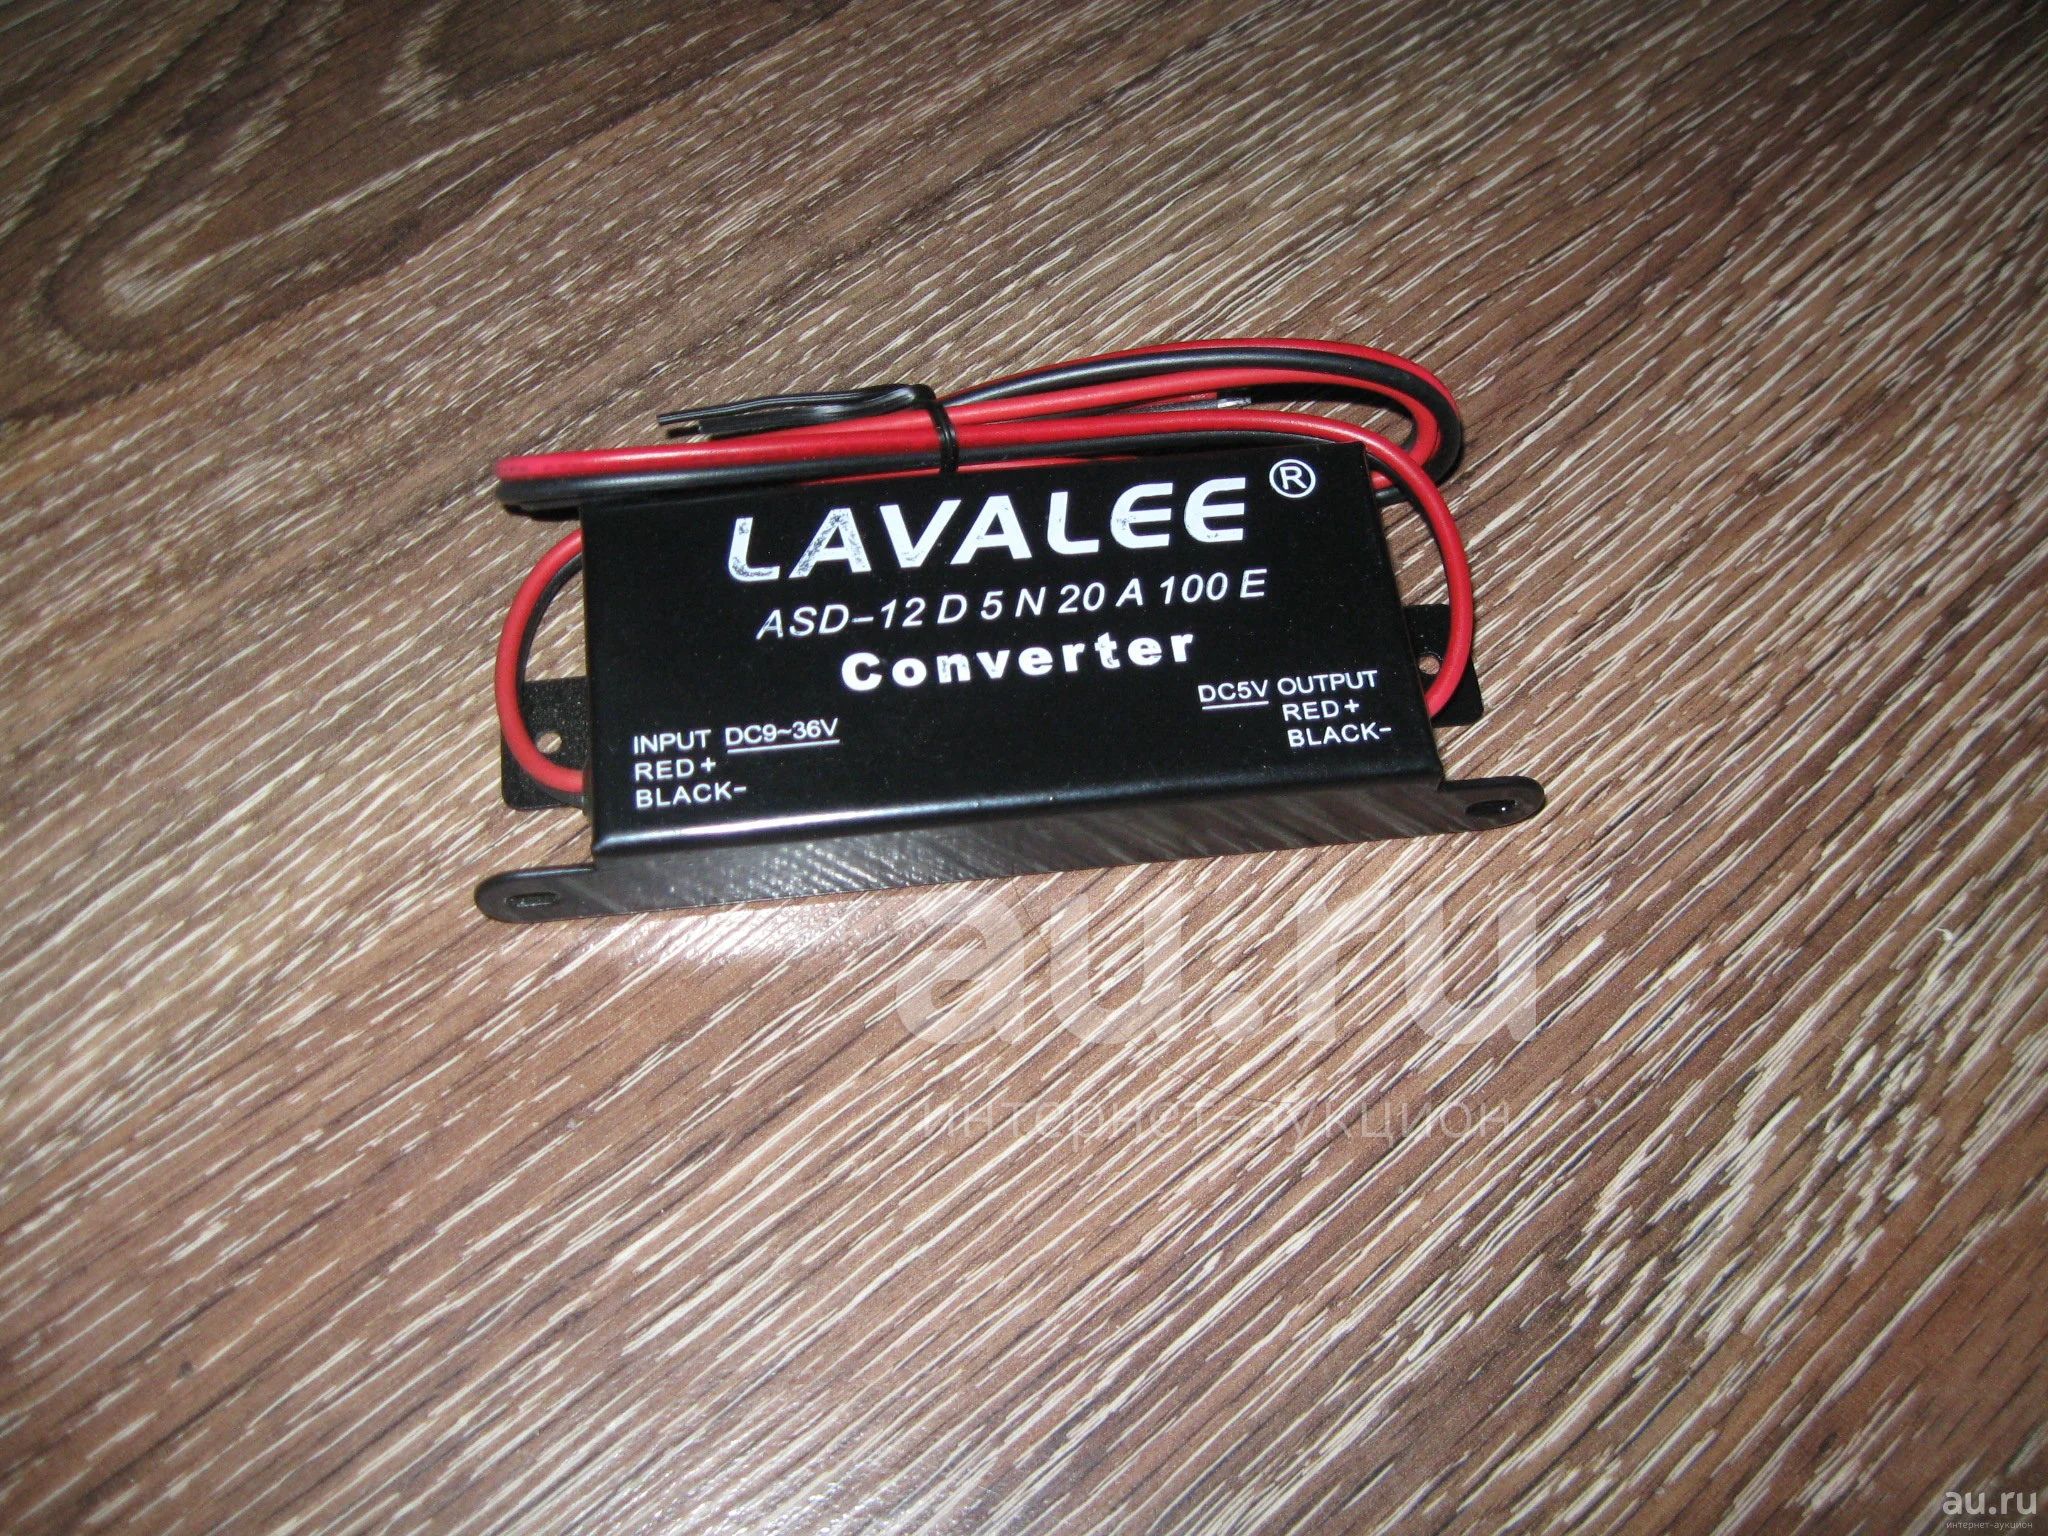 LAVALEE ®
ASD-12 D 5 N 20 A 100 E
Converter
INPUT DC9~36V
RED +
BLACK-
DC5V OUTPUT
RED +
BLACK-
au.ru
интернет-аукцион
au.ru
интернет-аукцион